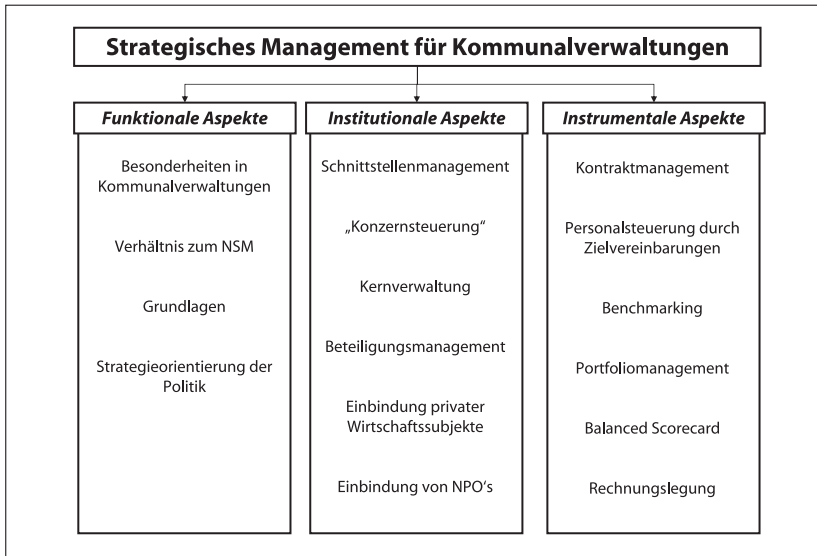 Strategisches Management für Kommunalverwaltungen
Funktionale Aspekte
Besonderheiten in
Kommunalverwaltungen
Verhältnis zum NSM
Grundlagen
Strategieorientierung der
Politik
Institutionale Aspekte
Schnittstellenmanagement
„Konzernsteuerung“
Kernverwaltung
Beteiligungsmanagement
Einbindung privater
Wirtschaftssubjekte
Einbindung von NPO's
Instrumentale Aspekte
Kontraktmanagement
Personalsteuerung durch
Zielvereinbarungen
Benchmarking
Portfoliomanagement
Balanced Scorecard
Rechnungslegung